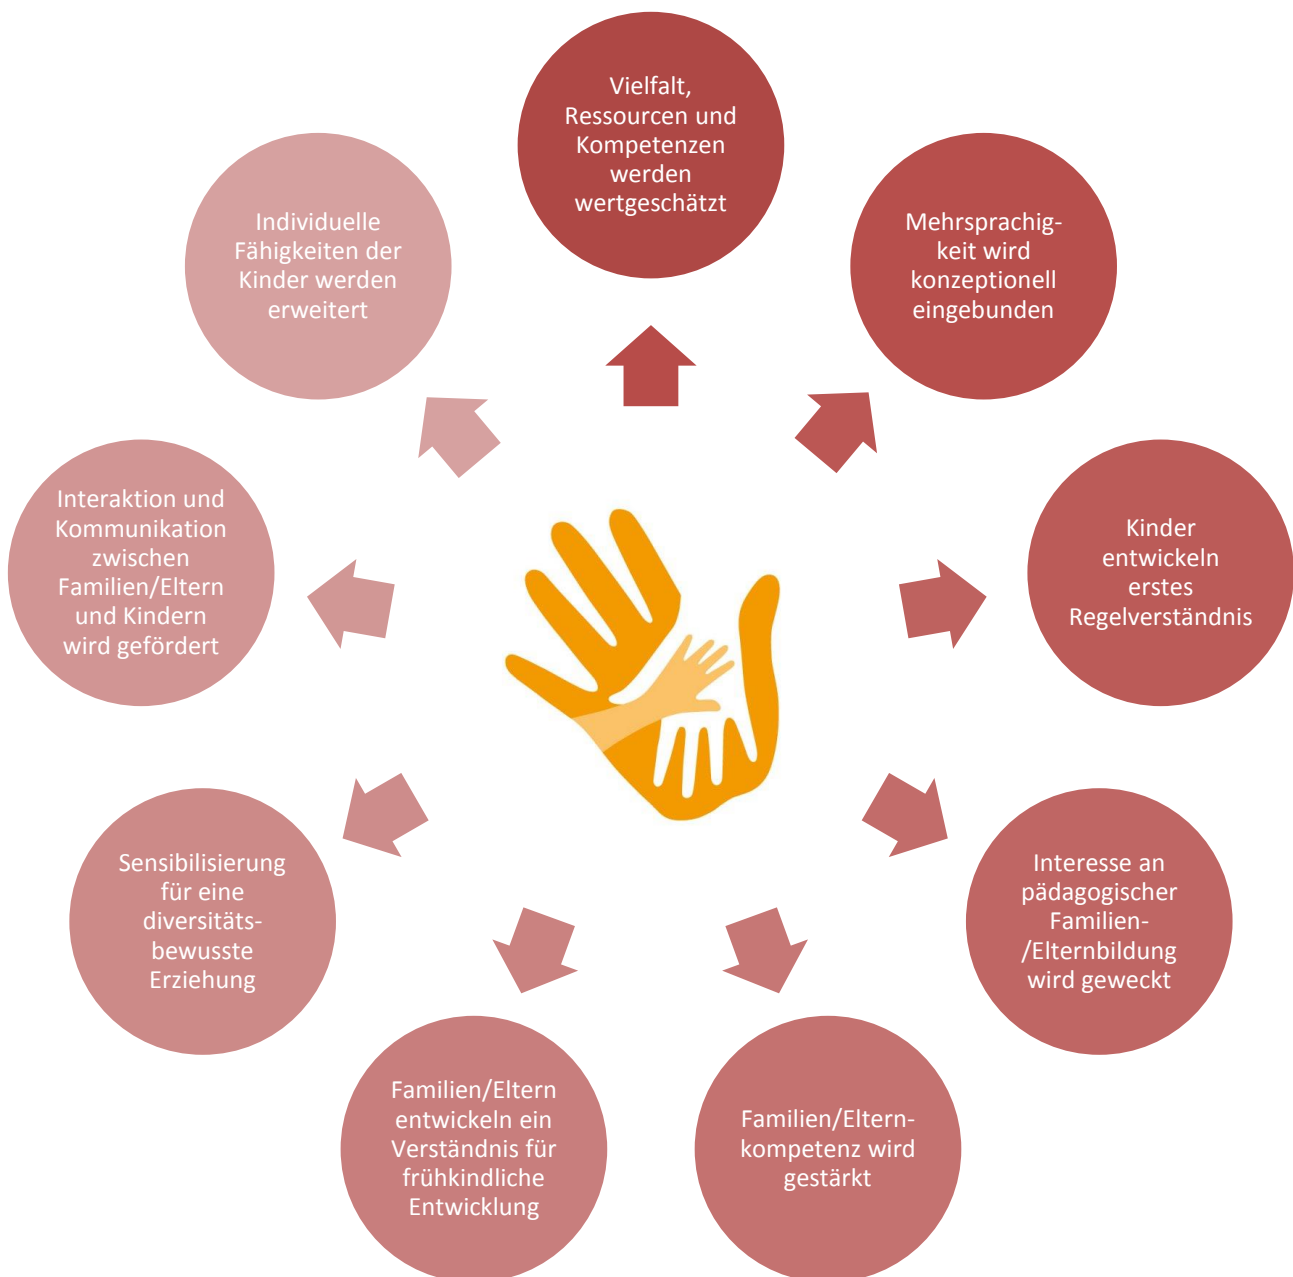 Vielfalt,
Ressourcen und
Kompetenzen
werden
wertgeschätzt
Mehrsprachig-
keit wird
konzeptionell
eingebunden
Kinder
entwickeln
erstes
Regelverständnis
Interesse an
pädagogischer
Familien-
/Elternbildung
wird geweckt
Familien/Eltern-
kompetenz wird
gestärkt
Familien/Eltern
entwickeln ein
Verständnis für
frühkindliche
Entwicklung
Sensibilisierung
für eine
diversitäts-
bewusste
Erziehung
Interaktion und
Kommunikation
zwischen
Familien/Eltern
und Kindern
wird gefördert
Individuelle
Fähigkeiten der
Kinder werden
erweitert